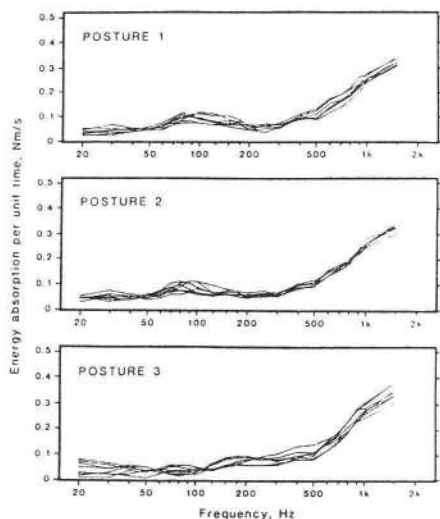 Energy absorption per unit time, Nm/s
POSTURE 1
0.5
0.4
0.3
0.2
0.1
0
20 50 100 200 500 1k 2k
POSTURE 2
0.5
0.4
0.3
0.2
0.1
0
20 50 100 200 500 1k 2k
POSTURE 3
0.5
0.4
0.3
0.2
0.1
0
20 50 100 200 500 1k 2k
Frequency, Hz